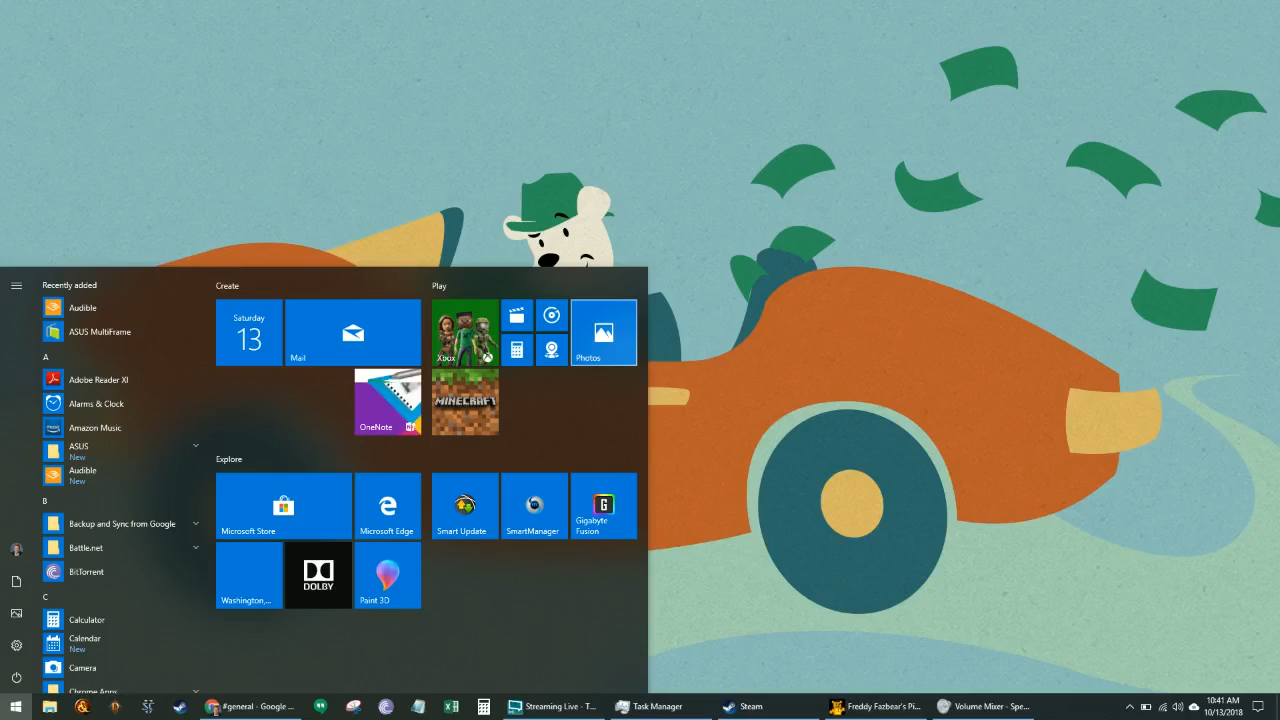 Recently added
Audible
ASUS MultiFrame
A
Adobe Reader XI
Alarms & Clock
Amazon Music
ASUS
New
Audible
New
B
Backup and Sync from Google
Battle.net
BitTorrent
C
Calculator
Calendar
New
Camera
Chrome Apps
Create
Saturday
13
Mail
OneNote
Explore
Microsoft Store
Microsoft Edge
Washington,...
DOLBY
Paint 3D
Play
Xbox
Photos
MINECRAFT
Smart Update
SmartManager
G
Gigabyte
Fusion
#general - Google ...
Streaming Live - T...
Task Manager
Steam
Freddy Fazbear's Pi...
Volume Mixer - Spe...
10:41 AM
10/13/2018